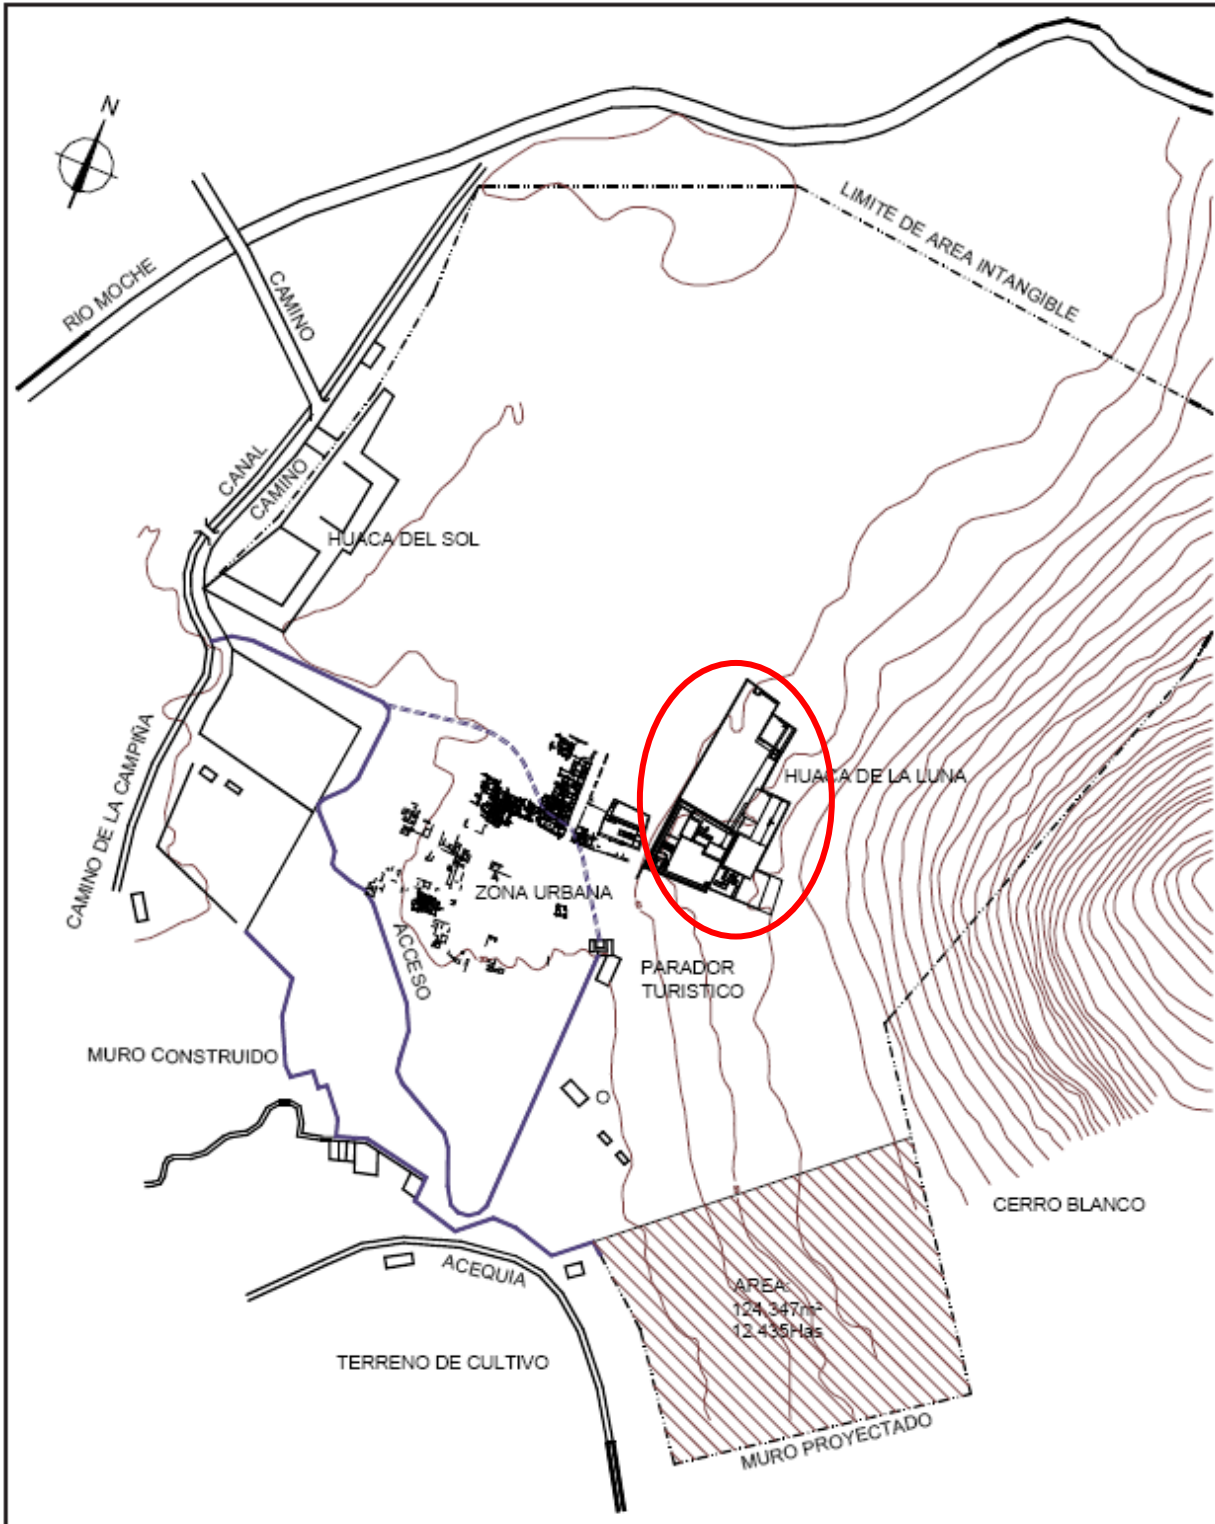 N
LIMITE DE AREA INTANGIBLE
RIO MOCHE
CAMINO
CANAL
CAMINO
HUACA DEL SOL
CAMINO DE LA CAMPIÑA
HUACA DE LA LUNA
ZONA URBANA
ACCESO
PARADOR
TURISTICO
MURO CONSTRUIDO
CERRO BLANCO
ACEQUIA
AREA:
124,347m²
12.435Has
TERRENO DE CULTIVO
MURO PROYECTADO